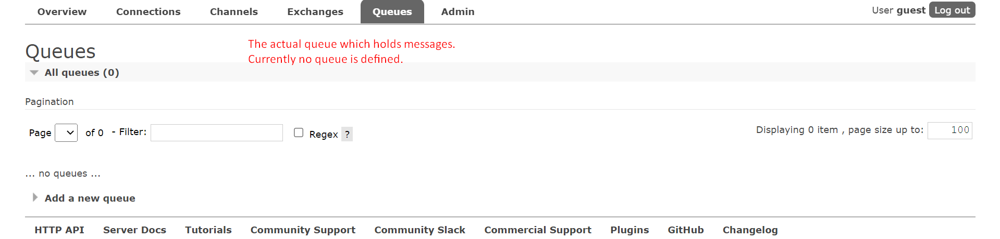 Overview Connections Channels Exchanges Queues Admin User guest Log out
The actual queue which holds messages.
Queues
Currently no queue is defined.
All queues (0)
Pagination
Page of 0 - Filter: Regex ? Displaying 0 item , page size up to: 100
... no queues ...
Add a new queue
HTTP API Server Docs Tutorials Community Support Community Slack Commercial Support Plugins GitHub Changelog